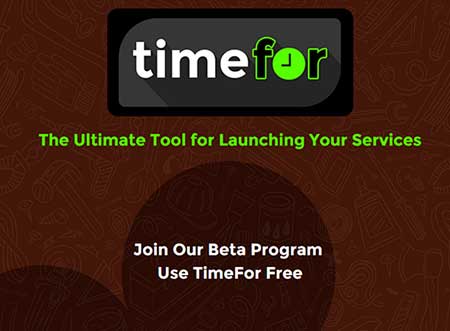 timefor
The Ultimate Tool for Launching Your Services
Join Our Beta Program
Use TimeFor Free